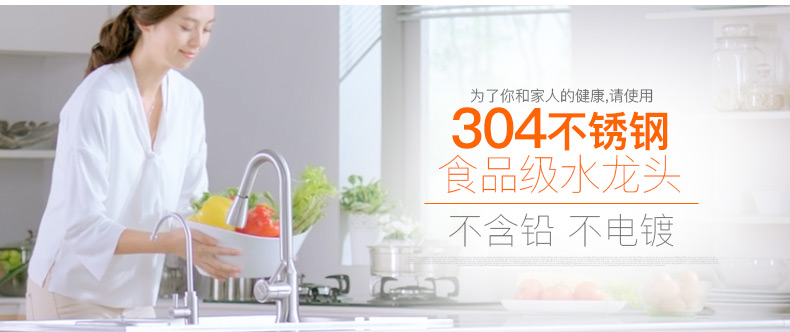 为了你和家人的健康,请使用
304不锈钢
食品级水龙头
不含铅 不电镀